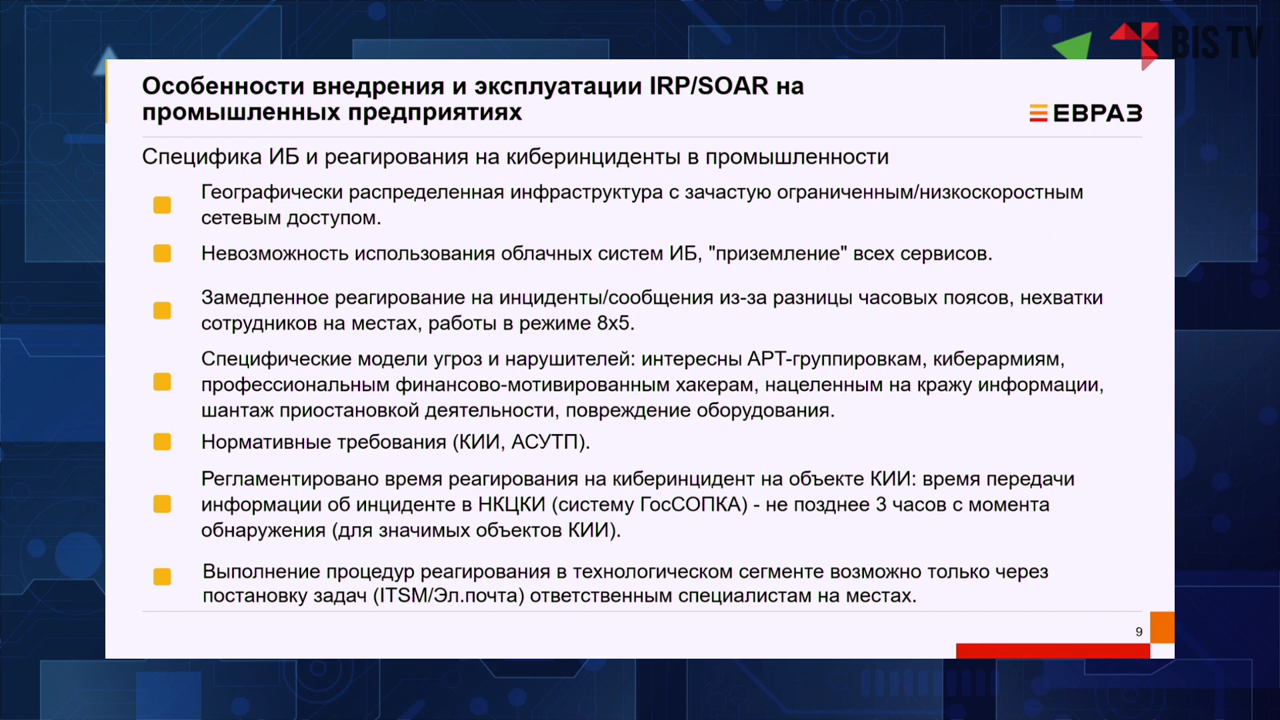 BIS TV
Особенности внедрения и эксплуатации IRP/SOAR на
промышленных предприятиях
ЕВРАЗ
Специфика ИБ и реагирования на киберинциденты в промышленности
Географически распределенная инфраструктура с зачастую ограниченным/низкоскоростным
сетевым доступом.
Невозможность использования облачных систем ИБ, "приземление" всех сервисов.
Замедленное реагирование на инциденты/сообщения из-за разницы часовых поясов, нехватки
сотрудников на местах, работы в режиме 8x5.
Специфические модели угроз и нарушителей: интересны APT-группировкам, киберармиям,
профессиональным финансово-мотивированным хакерам, нацеленным на кражу информации,
шантаж приостановкой деятельности, повреждение оборудования.
Нормативные требования (КИИ, АСУТП).
Регламентировано время реагирования на киберинцидент на объекте КИИ: время передачи
информации об инциденте в НКЦКИ (систему ГосСОПКА) - не позднее 3 часов с момента
обнаружения (для значимых объектов КИИ).
Выполнение процедур реагирования в технологическом сегменте возможно только через
постановку задач (ITSM/Эл.почта) ответственным специалистам на местах.
9